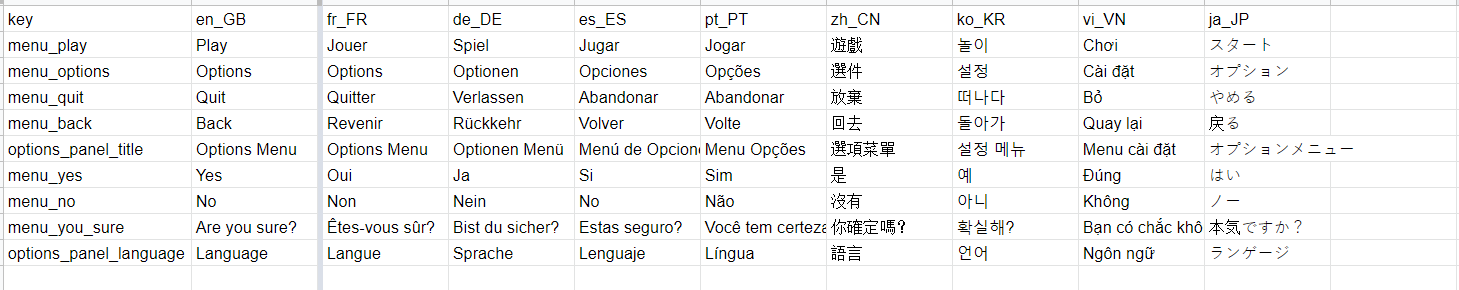 key en_GB fr_FR de_DE es_ES pt_PT zh_CN ko_KR vi_VN ja_JP
menu_play Play Jouer Spiel Jugar Jogar 遊戲 놀이 Chơi スタート
menu_options Options Options Optionen Opciones Opções 選件 설정 Cài đặt オプション
menu_quit Quit Quitter Verlassen Abandonar Abandonar 放棄 떠나다 Bỏ やめる
menu_back Back Revenir Rückkehr Volver Volte 回去 돌아가 Quay lại 戻る
options_panel_title Options Menu Options Menu Optionen Menü Menú de Opcion Menu Opções 選項菜單 설정 메뉴 Menu cài đặt オプションメニュー
menu_yes Yes Oui Ja Si Sim 是 예 Đúng はい
menu_no No Non Nein No Não 沒有 아니 Không ノー
menu_you_sure Are you sure? Êtes-vous sûr? Bist du sicher? Estas seguro? Você tem certeza 你確定嗎? 확실해? Bạn có chắc khô 本気ですか？
options_panel_language Language Langue Sprache Lenguaje Língua 語言 언어 Ngôn ngữ ランゲージ